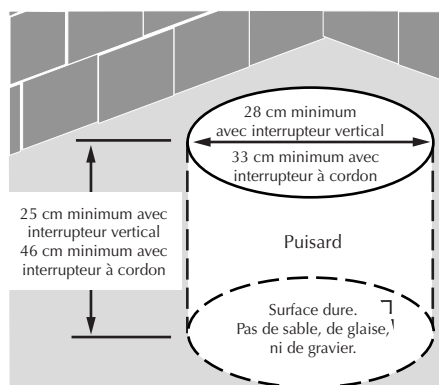 28 cm minimum
avec interrupteur vertical
33 cm minimum avec
interrupteur à cordon
25 cm minimum avec
interrupteur vertical
46 cm minimum avec
interrupteur à cordon
Puisard
Surface dure.
Pas de sable, de glaise,
ni de gravier.